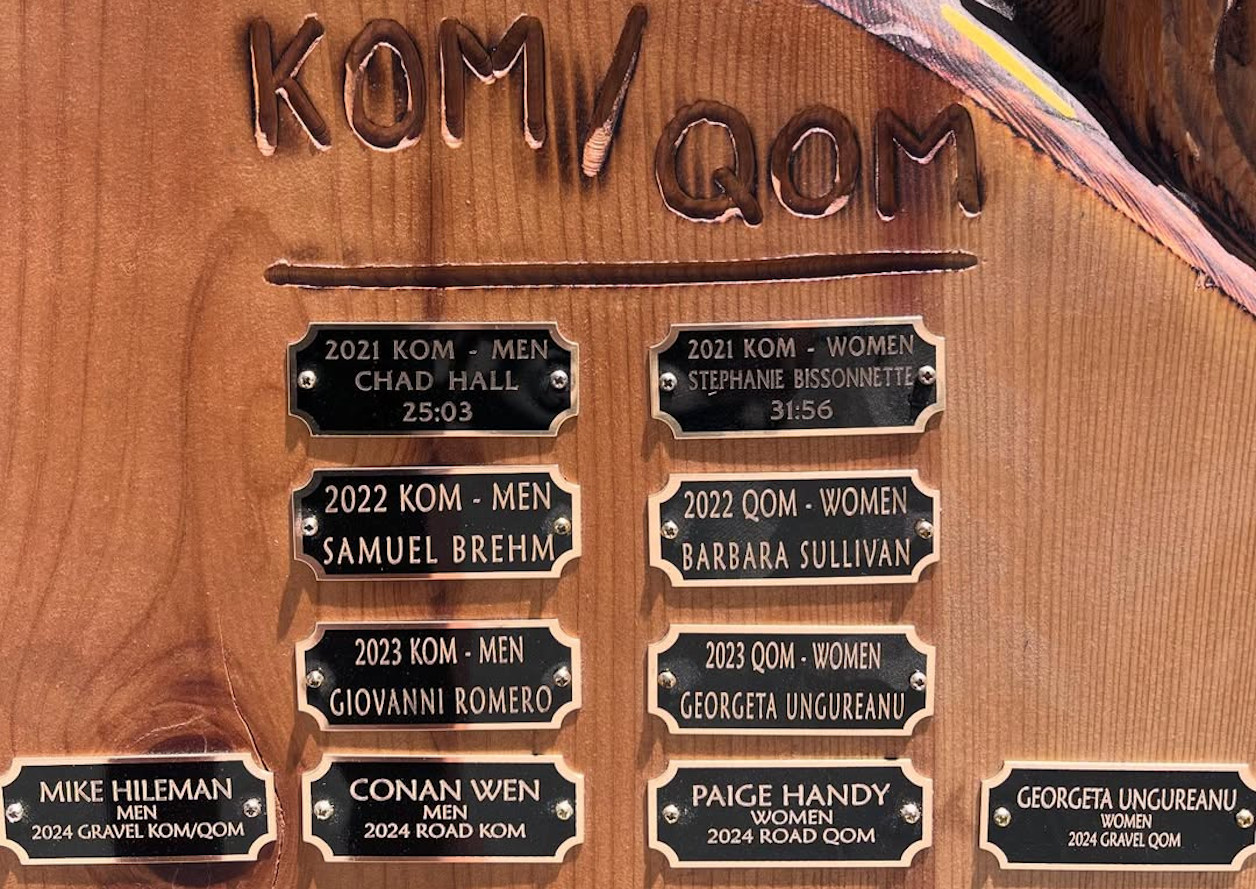 KOM/
QOM
2021 KOM - MEN
CHAD HALL
25:03
2021 KOM - WOMEN
STEPHANIE BISSONNETTE
31:56
2022 KOM - MEN
SAMUEL BREHM
2022 QOM - WOMEN
BARBARA SULLIVAN
2023 KOM - MEN
GIOVANNI ROMERO
2023 QOM - WOMEN
GEORGETA UNGUREANU
MIKE HILEMAN
MEN
2024 GRAVEL KOM/QOM
CONAN WEN
MEN
2024 ROAD KOM
PAIGE HANDY
WOMEN
2024 ROAD QOM
GEORGETA UNGUREANU
WOMEN
2024 GRAVEL QOM